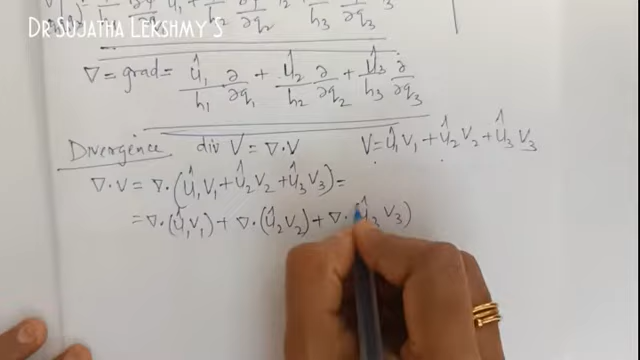 Dr Sujatha Lekshmy S
∇ = grad = û₁/h₁ ∂/∂q₁ + û₂/h₂ ∂/∂q₂ + û₃/h₃ ∂/∂q₃
Divergence div V = ∇·V V = û₁V₁ + û₂V₂ + û₃V₃
∇·V = ∇·(û₁V₁ + û₂V₂ + û₃V₃) =
= ∇·(û₁V₁) + ∇·(û₂V₂) + ∇·(û₃V₃)